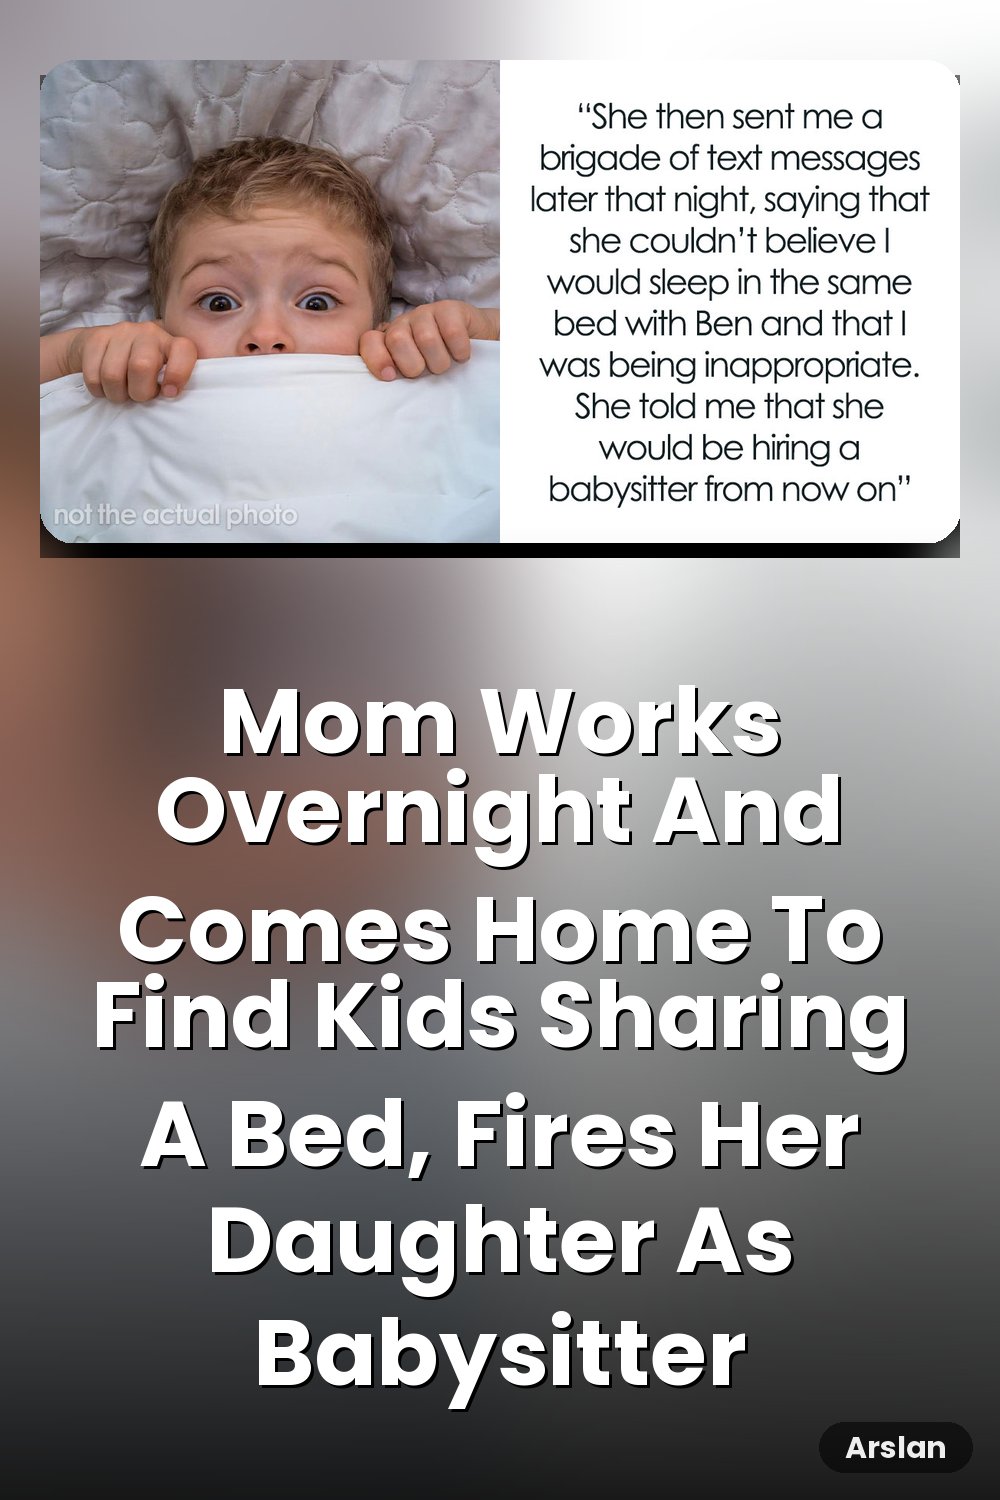 “She then sent me a
brigade of text messages
later that night, saying that
she couldn’t believe I
would sleep in the same
bed with Ben and that I
was being inappropriate.
She told me that she
would be hiring a
babysitter from now on”
not the actual photo
Mom Works
Overnight And
Comes Home To
Find Kids Sharing
A Bed, Fires Her
Daughter As
Babysitter
Arslan